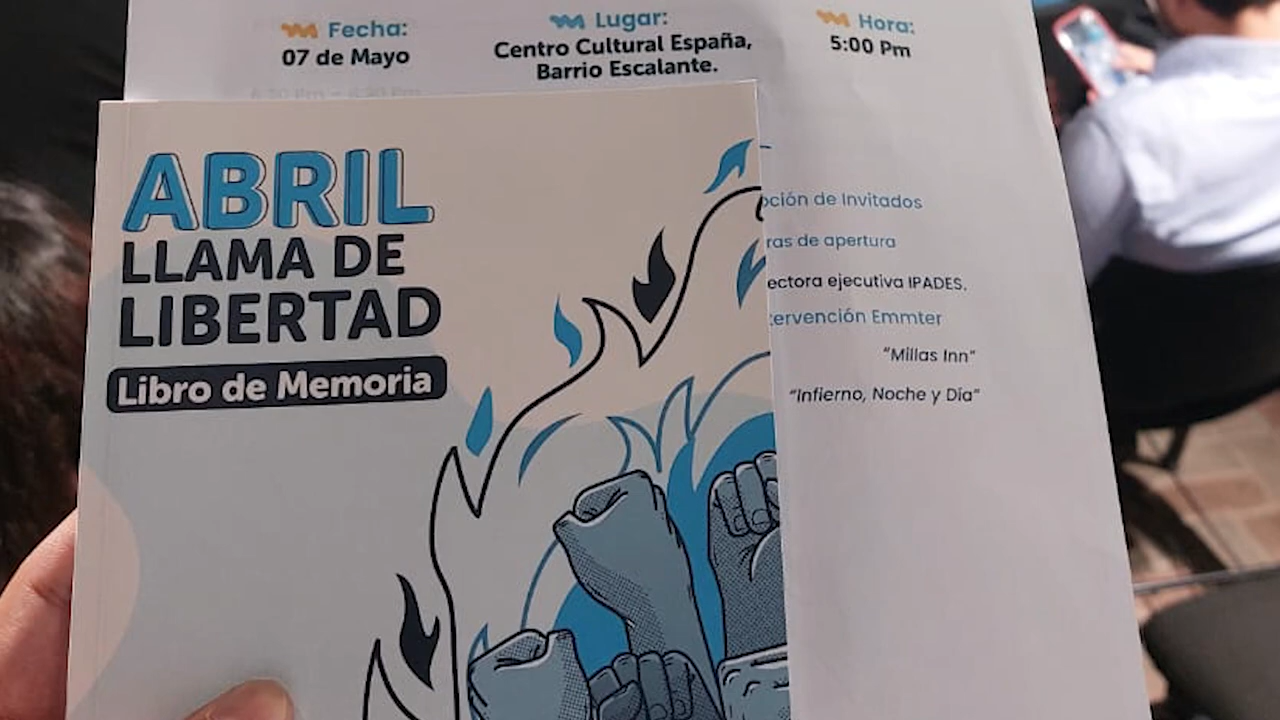 Fecha:
07 de Mayo
Lugar:
Centro Cultural España,
Barrio Escalante.
Hora:
5:00 Pm
ABRIL
LLAMA DE
LIBERTAD
Libro de Memoria
ción de Invitados
ras de apertura
ectora ejecutiva IPADES.
tervención Emmter
“Millas Inn”
“Infierno, Noche y Día”